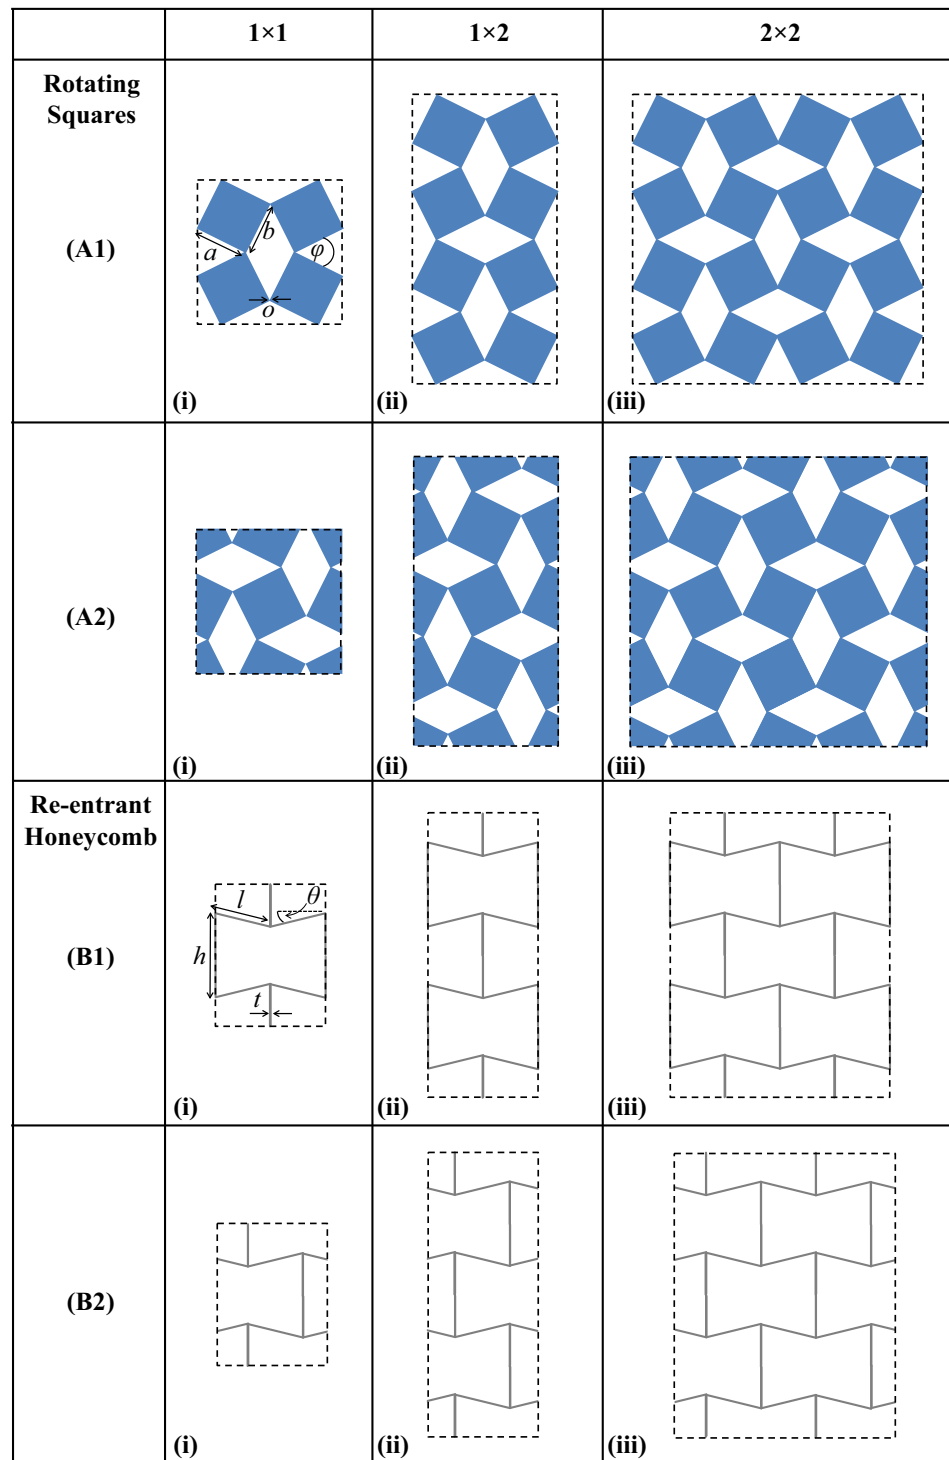 1×1 1×2 2×2
Rotating
Squares
(A1)
a b φ
o
(i) (ii) (iii)
(A2)
(i) (ii) (iii)
Re-entrant
Honeycomb
(B1)
l θ
h
t
(i) (ii) (iii)
(B2)
(i) (ii) (iii)